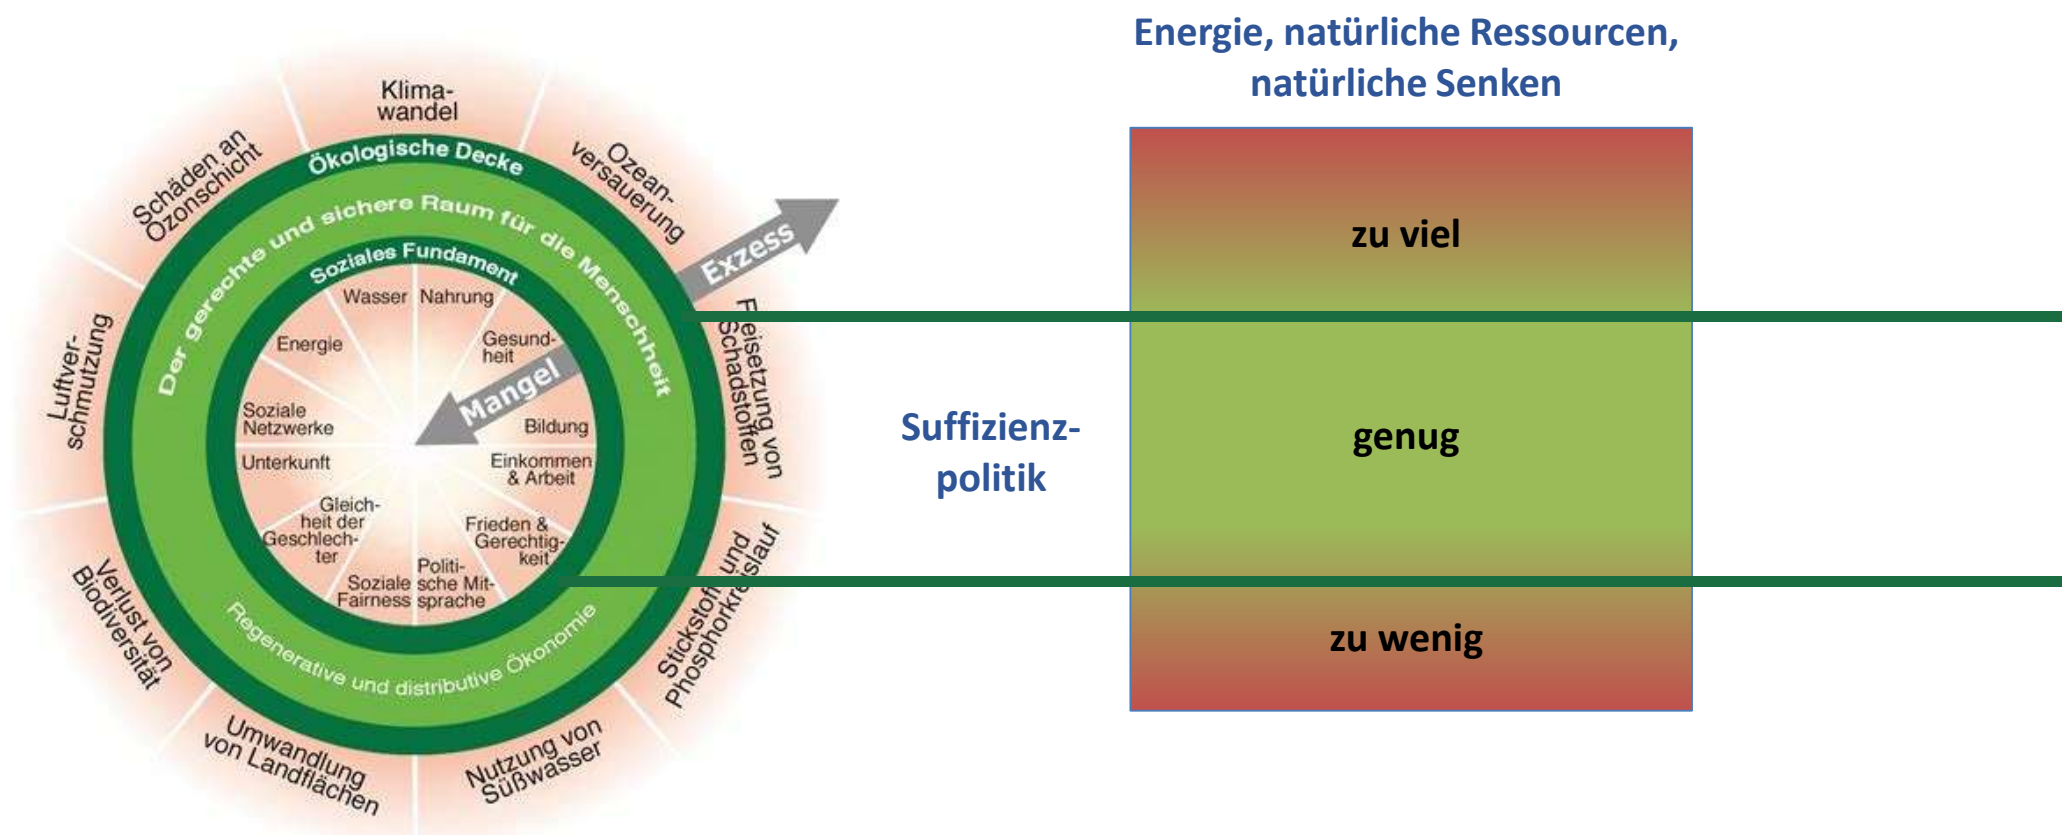 Energie, natürliche Ressourcen,
natürliche Senken
Klima-
wandel
Ozean-
versauerung
Freisetzung von
Schadstoffen
Stickstoff und
Phosphorkreislauf
Nutzung von
Süßwasser
Umwandlung
von Landflächen
Verlust von
Biodiversität
Luftver-
schmutzung
Schäden an
Ozonschicht
Ökologische Decke
Der gerechte und sichere Raum für die Menschheit
Soziales Fundament
Wasser
Nahrung
Gesund-
heit
Bildung
Einkommen
& Arbeit
Frieden &
Gerechtig-
keit
Politi-
sche Mit-
sprache
Soziale
Fairness
Gleich-
heit der
Geschlech-
ter
Unterkunft
Soziale
Netzwerke
Energie
Mangel
Exzess
Regenerative und distributive Ökonomie
Suffizienz-
politik
zu viel
genug
zu wenig